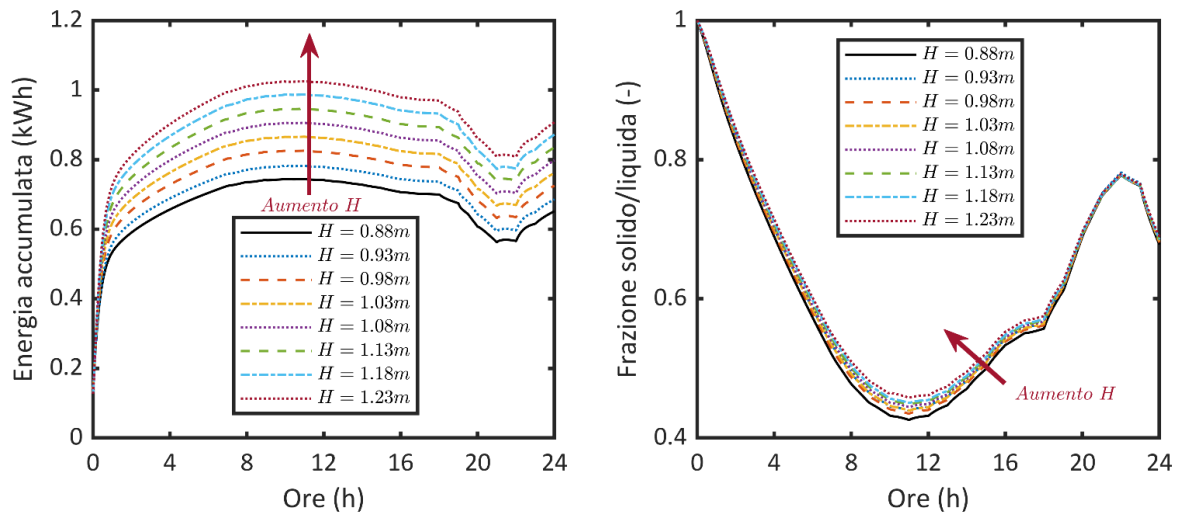 Energia accumulata (kWh)
1.2
1
0.8
0.6
0.4
0.2
0
Aumento H
H = 0.88m
H = 0.93m
H = 0.98m
H = 1.03m
H = 1.08m
H = 1.13m
H = 1.18m
H = 1.23m
0 4 8 12 16 20 24
Ore (h)
Frazione solido/liquida (-)
1
0.8
0.6
0.4
H = 0.88m
H = 0.93m
H = 0.98m
H = 1.03m
H = 1.08m
H = 1.13m
H = 1.18m
H = 1.23m
Aumento H
0 4 8 12 16 20 24
Ore (h)